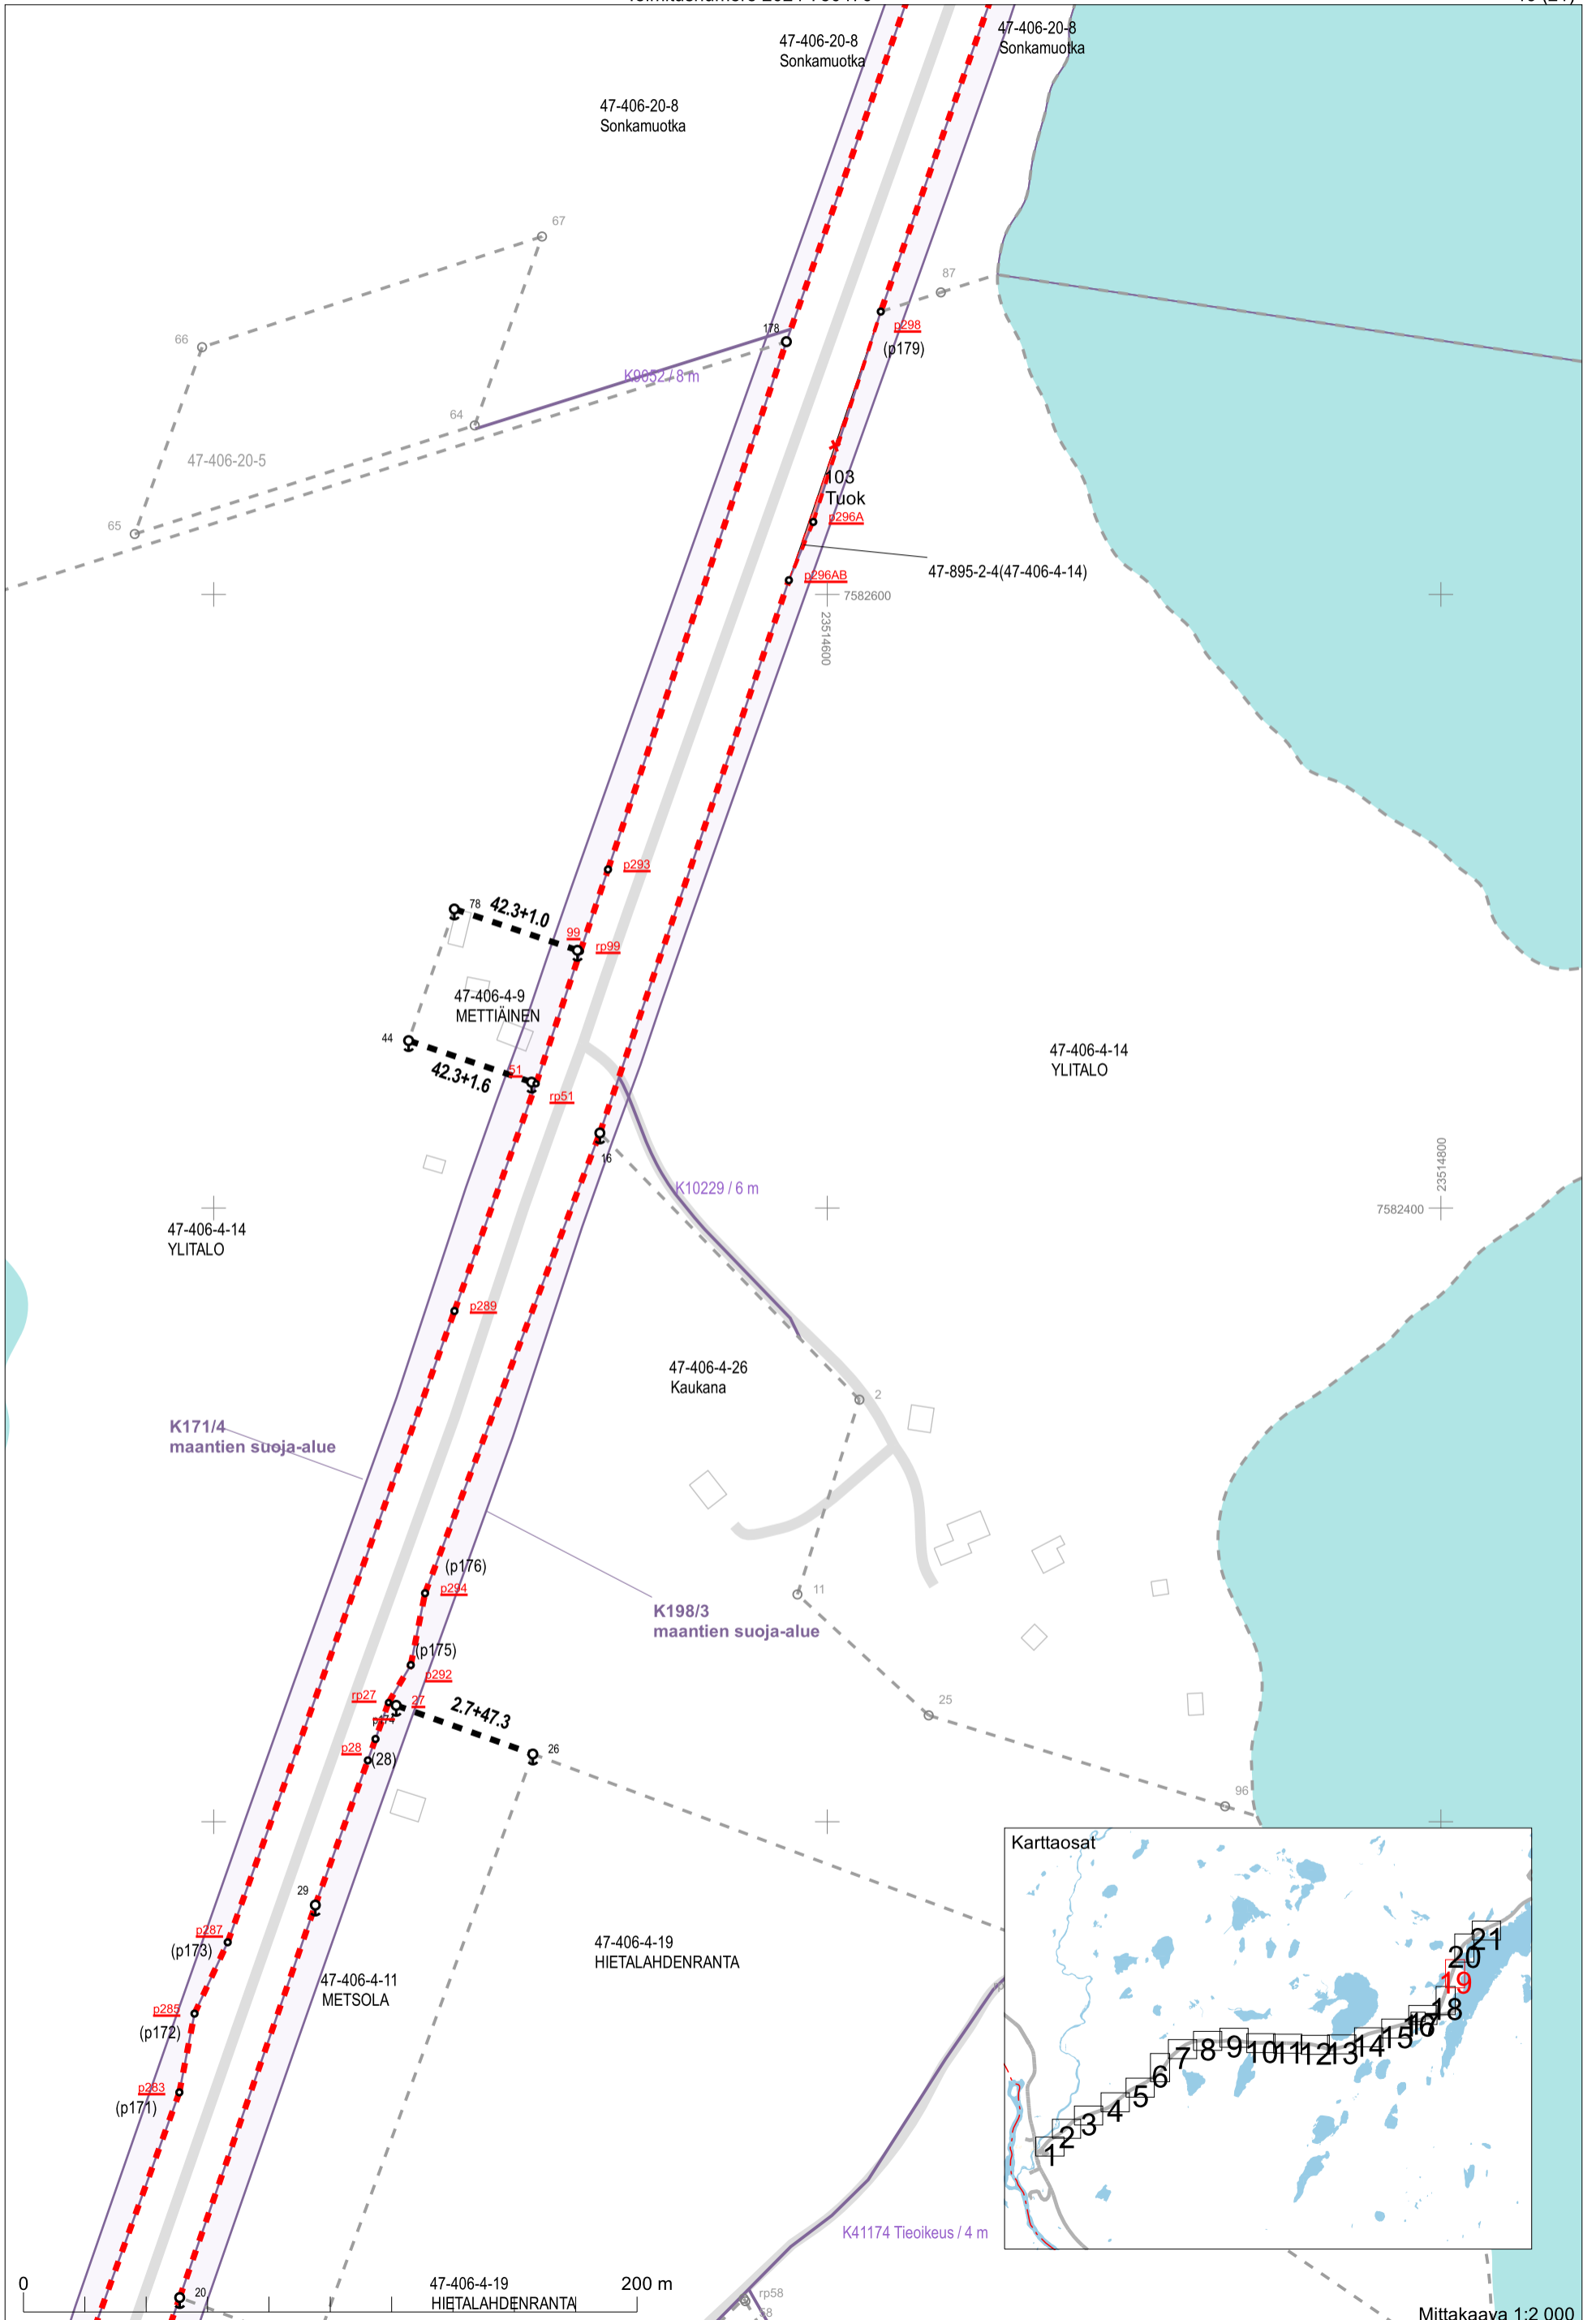 47-406-20-8
Sonkamuotka
47-406-20-8
Sonkamuotka
47-406-20-8
Sonkamuotka
67
87
66
178
p298
(p179)
K9852 / 8 m
64
47-406-20-5
103
Tuok
p296A
65
47-895-2-4(47-406-4-14)
p296AB
7582600
23514600
p293
78
42.3+1.0
99
rp99
47-406-4-9
METTIÄINEN
44
42.3+1.6
51
rp51
47-406-4-14
YLITALO
16
K10229 / 6 m
23514800
7582400
47-406-4-14
YLITALO
p289
47-406-4-26
Kaukana
2
K171/4
maantien suoja-alue
(p176)
p294
11
K198/3
maantien suoja-alue
(p175)
p292
rp27
27
2.7+47.3
25
p28
(28)
26
96
Karttaosat
1
2
3
4
5
6
7
8
9
10
11
12
13
14
15
16
17
18
19
20
21
29
p287
(p173)
47-406-4-19
HIETALAHDENRANTA
47-406-4-11
METSOLA
p285
(p172)
p283
(p171)
K41174 Tieoikeus / 4 m
0
20
47-406-4-19
HIETALAHDENRANTA
200 m
rp58
Mittakaava 1:2 000